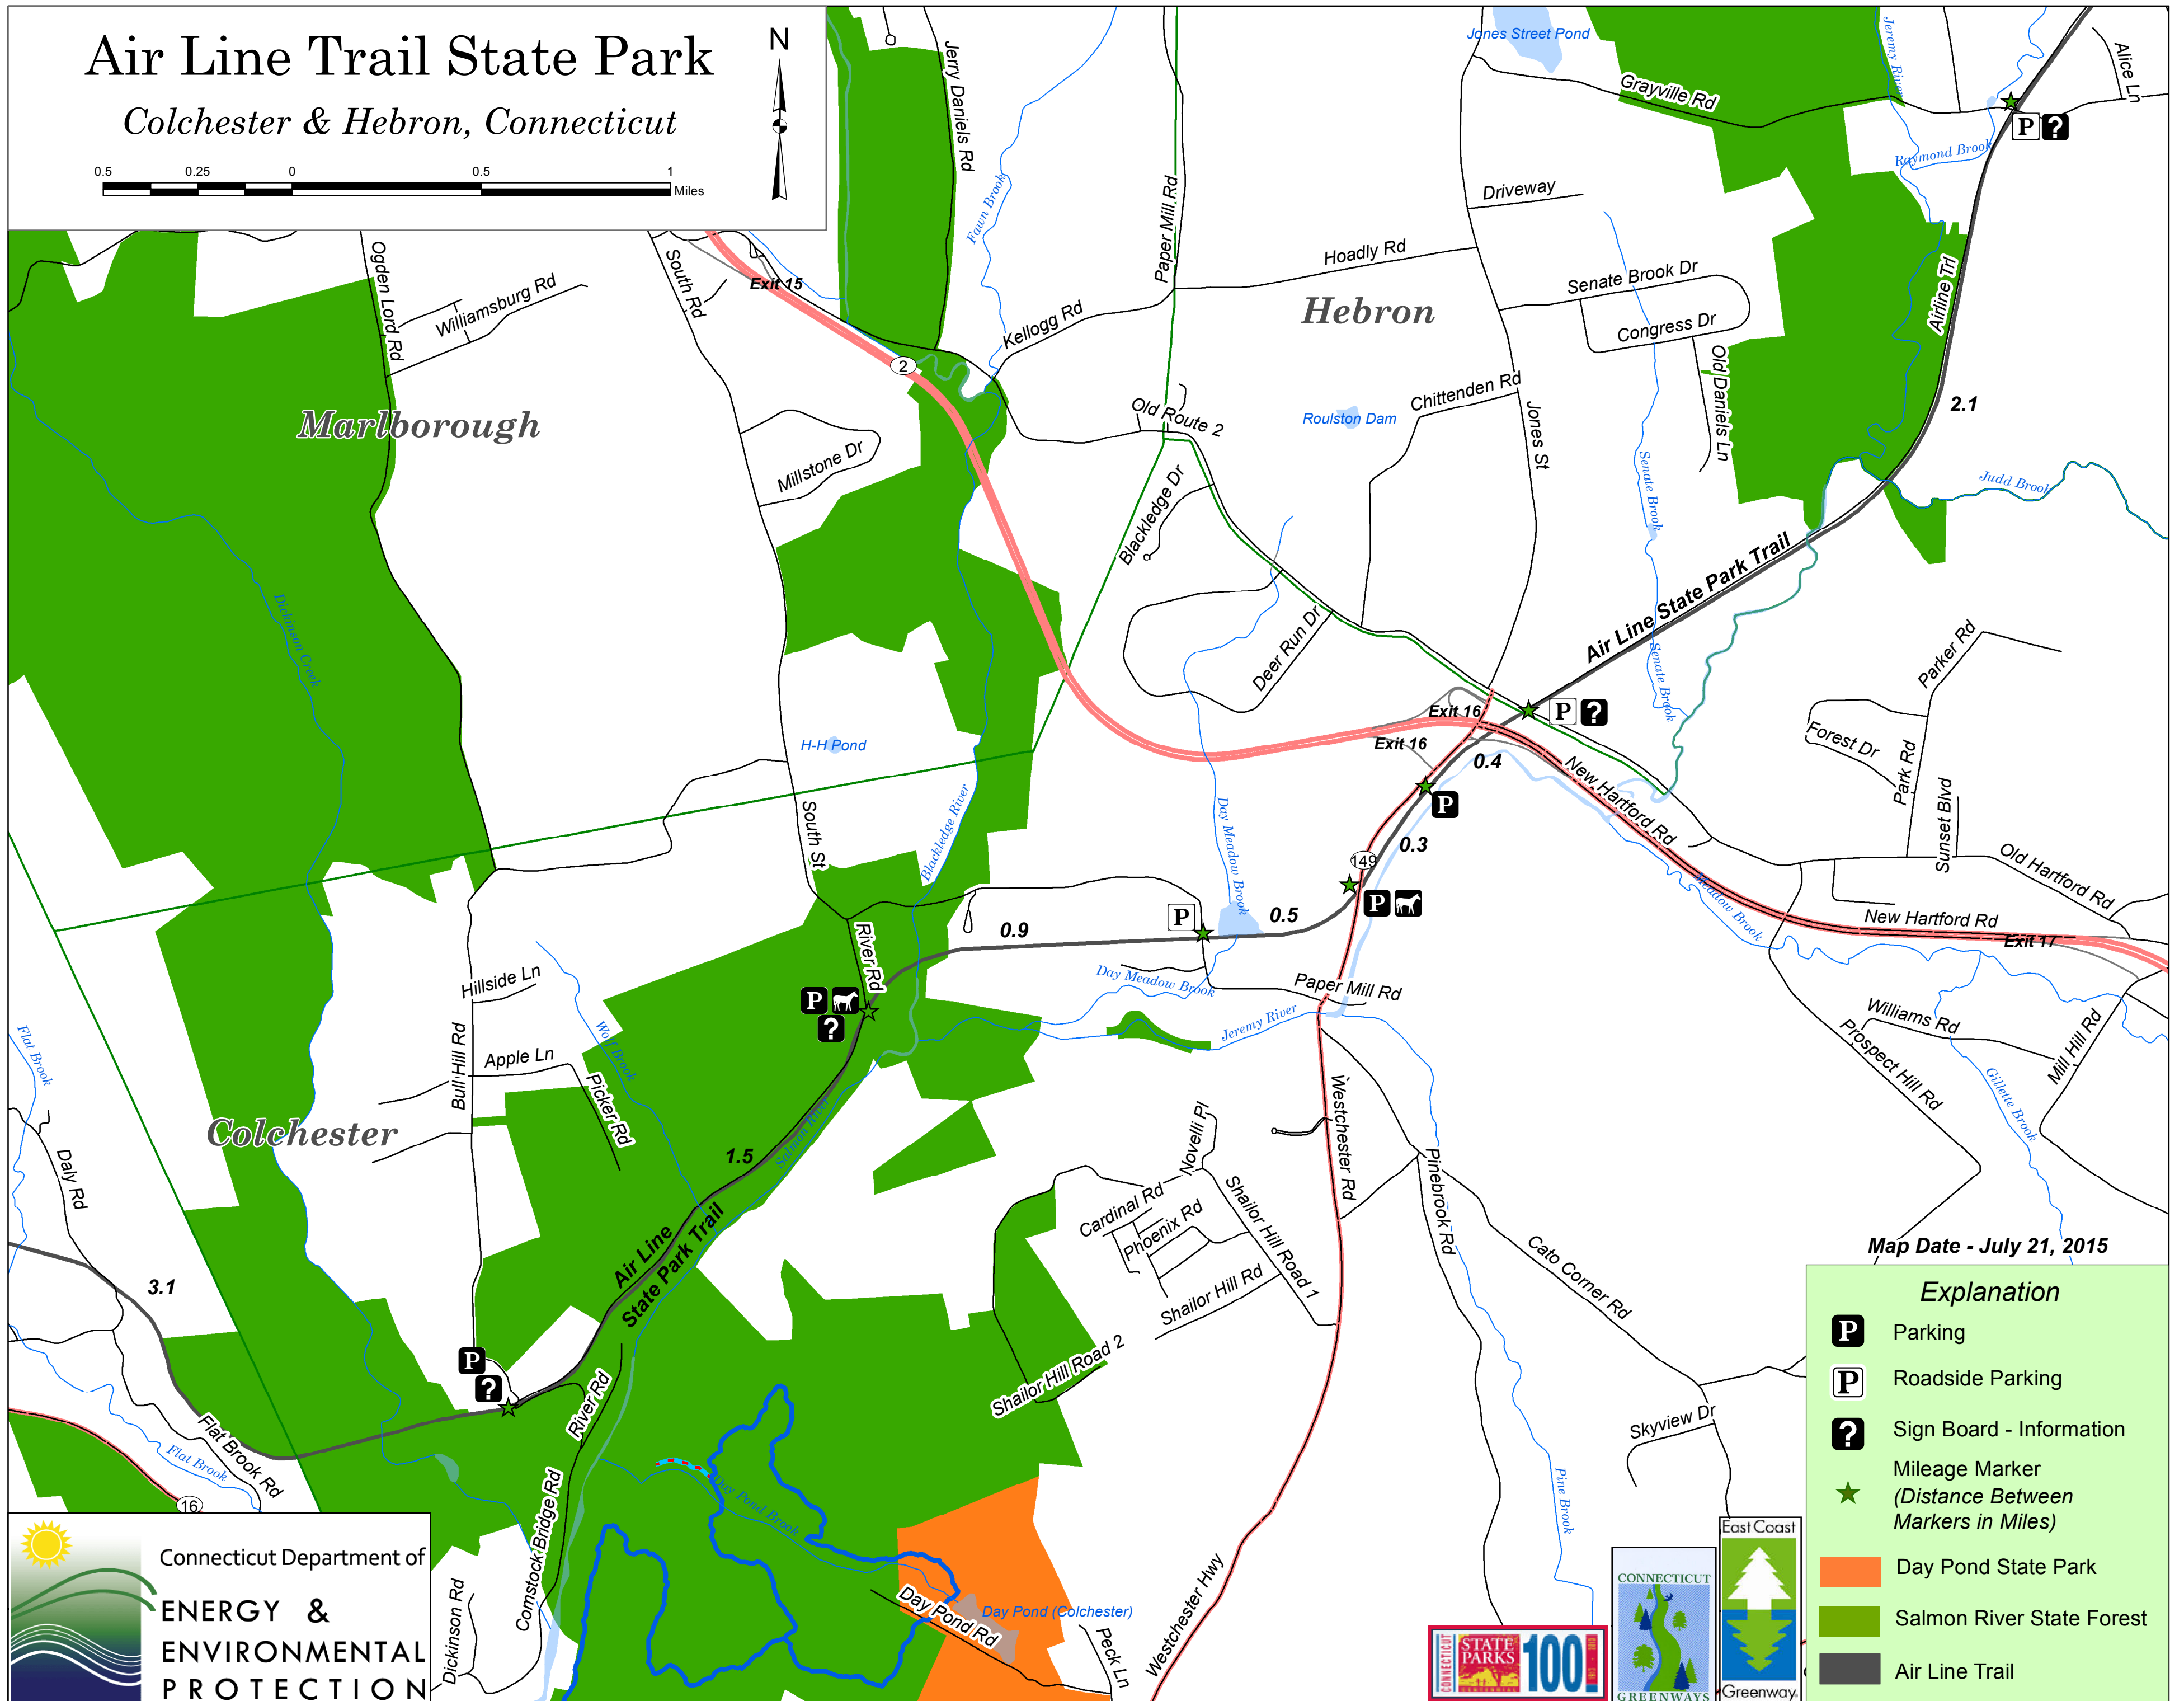 Air Line Trail State Park
Colchester & Hebron, Connecticut
0.5 0.25 0 0.5 1
Miles
N
Jones Street Pond
Jeremy River
Alice Ln
Grayville Rd
P ?
Raymond Brook
Jerry Daniels Rd
Fawn Brook
Paper Mill Rd
Driveway
Hoadly Rd
Hebron
Senate Brook Dr
Congress Dr
Old Daniels Ln
Airline Trl
2.1
Judd Brook
Ogden Lord Rd
Williamsburg Rd
South Rd
Exit 15
2
Kellogg Rd
Marlborough
Millstone Dr
Old Route 2
Blackledge Dr
Roulston Dam
Chittenden Rd
Jones St
Senate Brook
Air Line State Park Trail
Senate Brook
Dickinson Creek
Deer Run Dr
Parker Rd
Forest Dr
Park Rd
Sunset Blvd
Exit 16
Exit 16
P ?
0.4
P
H-H Pond
South St
Blackledge River
Day Meadow Brook
0.3
149
P
New Hartford Rd
Meadow Brook
Old Hartford Rd
New Hartford Rd
Exit 17
P
0.5
0.9
River Rd
P
?
Day Meadow Brook
Paper Mill Rd
Jeremy River
Hillside Ln
Wolf Brook
Bull Hill Rd
Apple Ln
Picker Rd
Flat Brook
Colchester
Salmon River
1.5
Williams Rd
Prospect Hill Rd
Mill Hill Rd
Gillette Brook
Daly Rd
3.1
Air Line
State Park Trail
Novelli Pl
Cardinal Rd
Phoenix Rd
Shailor Hill Road 1
Shailor Hill Rd
Shailor Hill Road 2
Westchester Rd
Pinebrook Rd
Cato Corner Rd
Skyview Dr
Pine Brook
P
?
River Rd
Flat Brook Rd
Flat Brook
16
Comstock Bridge Rd
Dickinson Rd
Day Pond Brook
Day Pond Rd
Day Pond (Colchester)
Peck Ln
Westchester Hwy
Map Date - July 21, 2015
Explanation
P Parking
P Roadside Parking
? Sign Board - Information
Mileage Marker
(Distance Between
Markers in Miles)
Day Pond State Park
Salmon River State Forest
Air Line Trail
Connecticut Department of
ENERGY &
ENVIRONMENTAL
PROTECTION
CONNECTICUT
STATE
PARKS
CENTENNIAL
100
CONNECTICUT
GREENWAYS
East Coast
Greenway